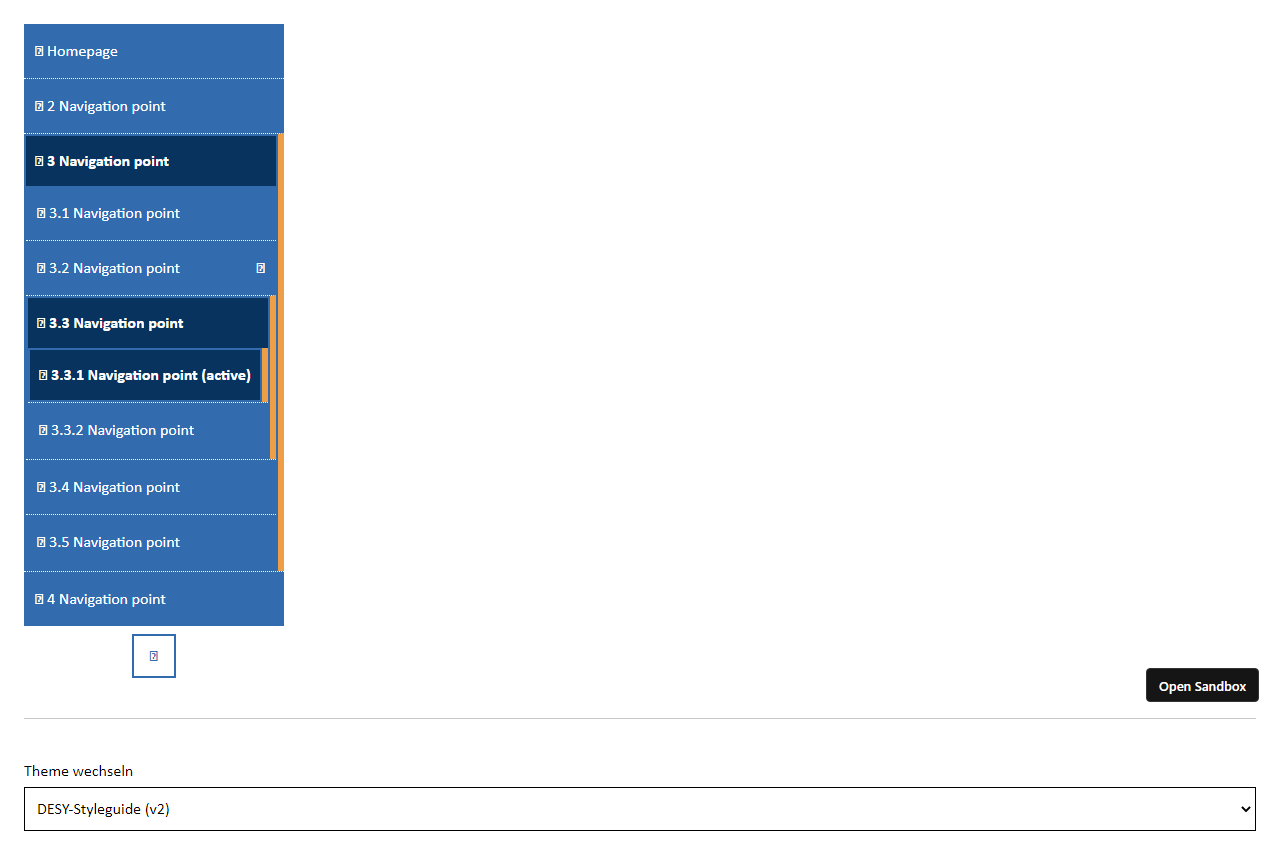 Homepage
2 Navigation point
3 Navigation point
3.1 Navigation point
3.2 Navigation point
3.3 Navigation point
3.3.1 Navigation point (active)
3.3.2 Navigation point
3.4 Navigation point
3.5 Navigation point
4 Navigation point
Open Sandbox
Theme wechseln
DESY-Styleguide (v2)